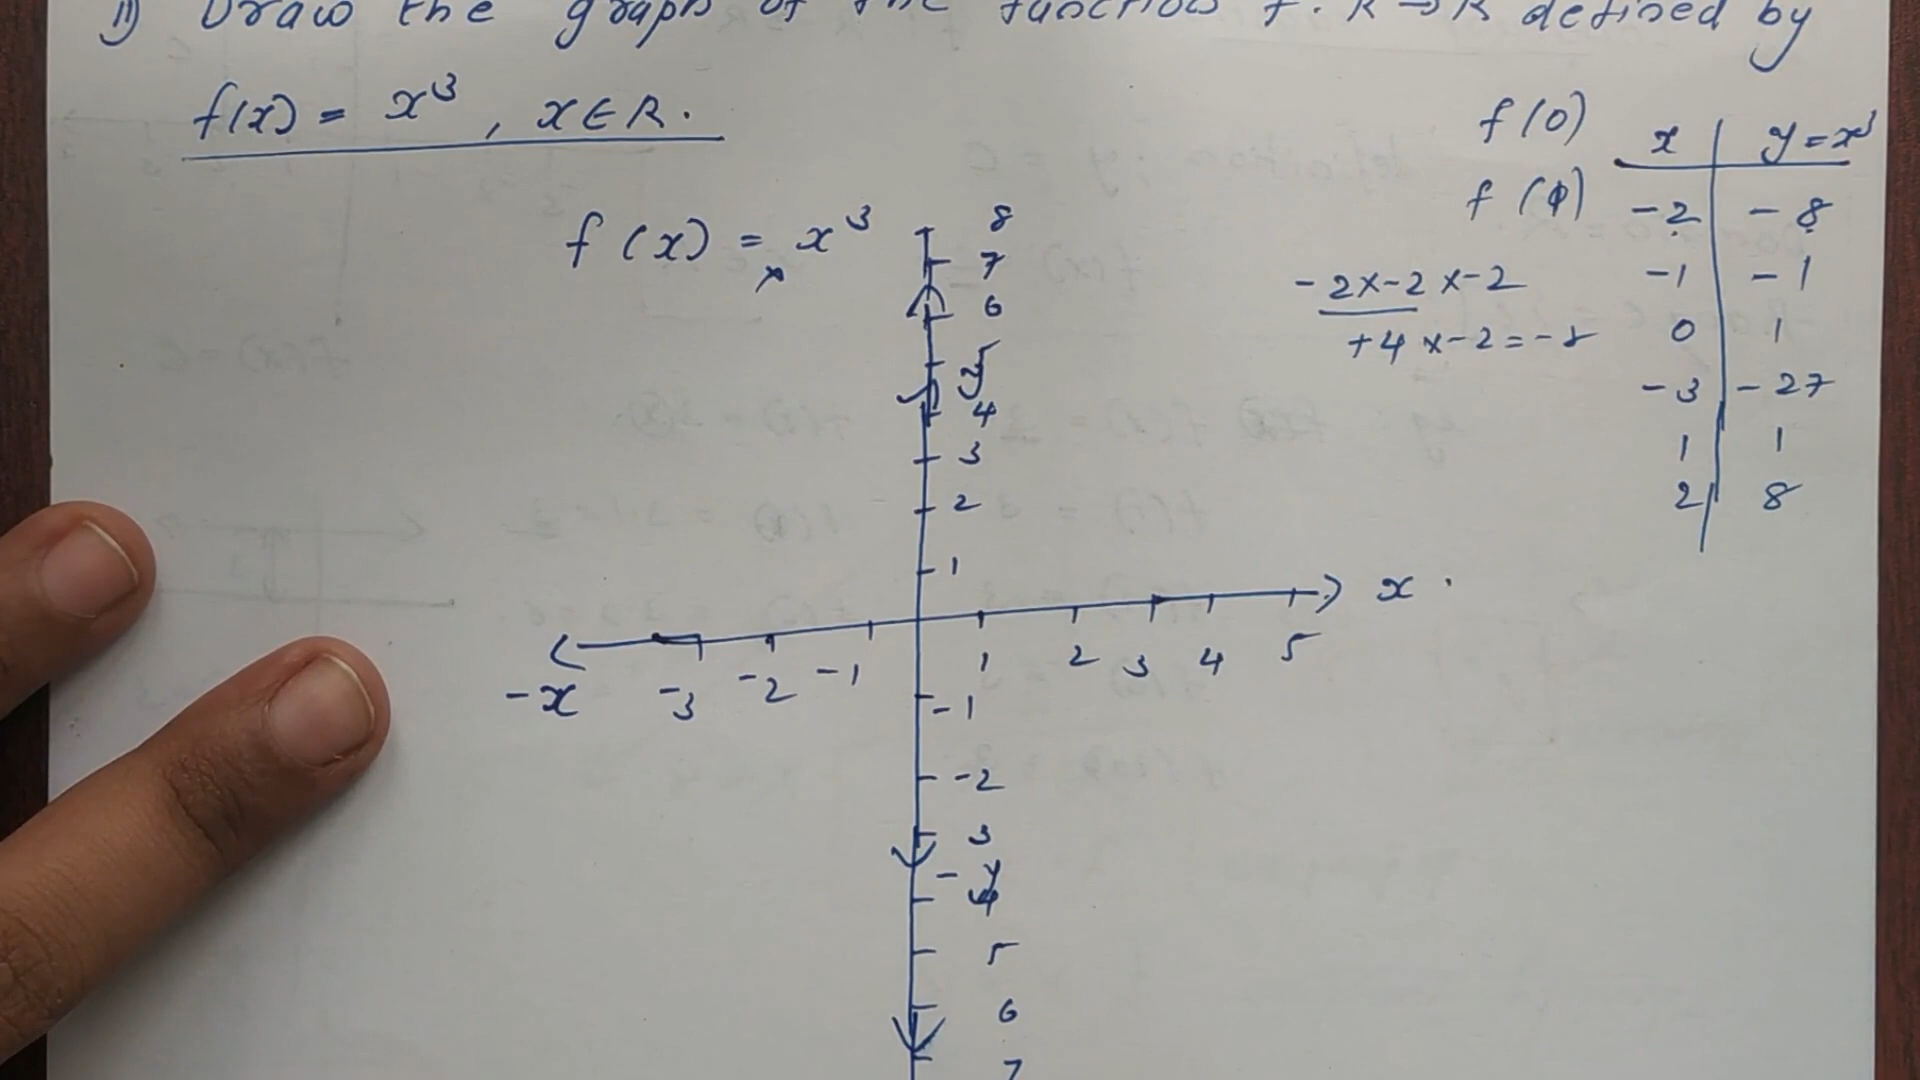 11) Draw the graph of the function f: R → R defined by
f(x) = x³ , x ∈ R.
f(0)
f(
x | y = x³
-2 | -8
-1 | -1
0 | 1
-3 | -27
1 | 1
2 | 8
f(x) = x³
-2x-2 x-2
+4 x-2 = -8
8
7
6
5
y
4
3
2
1
x
-x
-3 -2 -1 1 2 3 4 5
-1
-2
3
-y
4
5
6
7